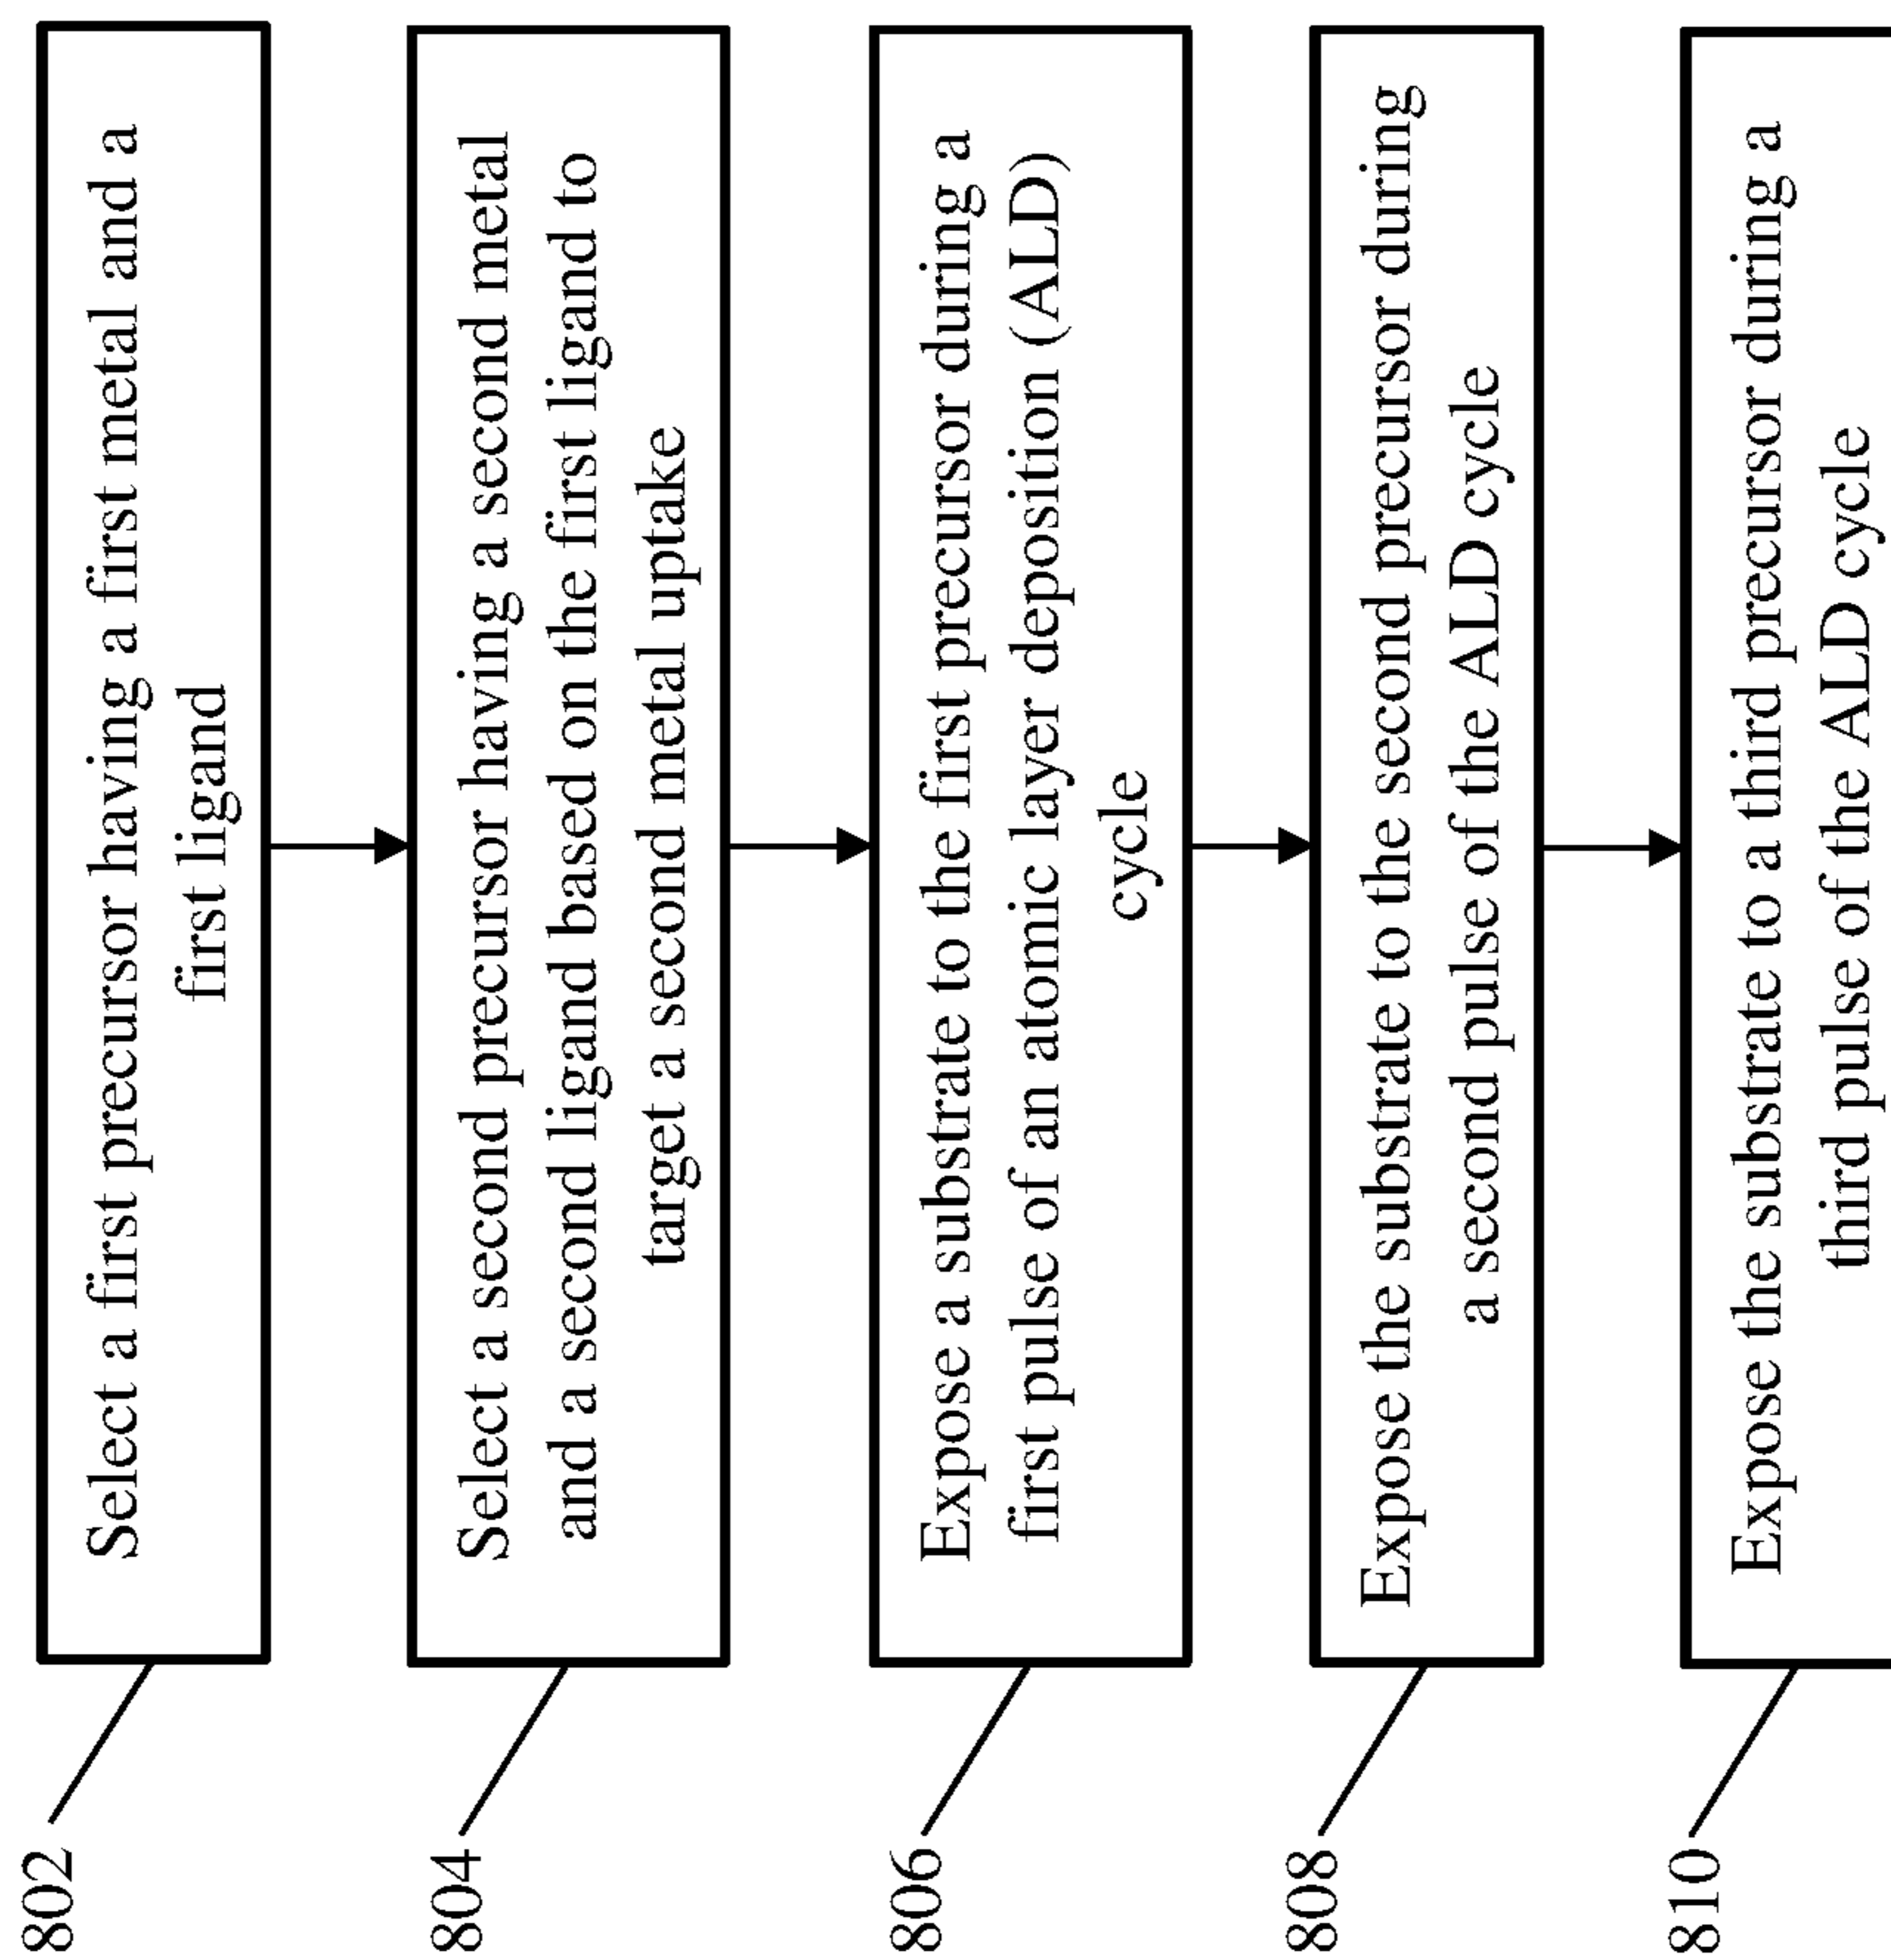 802
Select a first precursor having a first metal and a
first ligand
804
Select a second precursor having a second metal
and a second ligand based on the first ligand to
target a second metal uptake
806
Expose a substrate to the first precursor during a
first pulse of an atomic layer deposition (ALD)
cycle
808
Expose the substrate to the second precursor during
a second pulse of the ALD cycle
810
Expose the substrate to a third precursor during a
third pulse of the ALD cycle